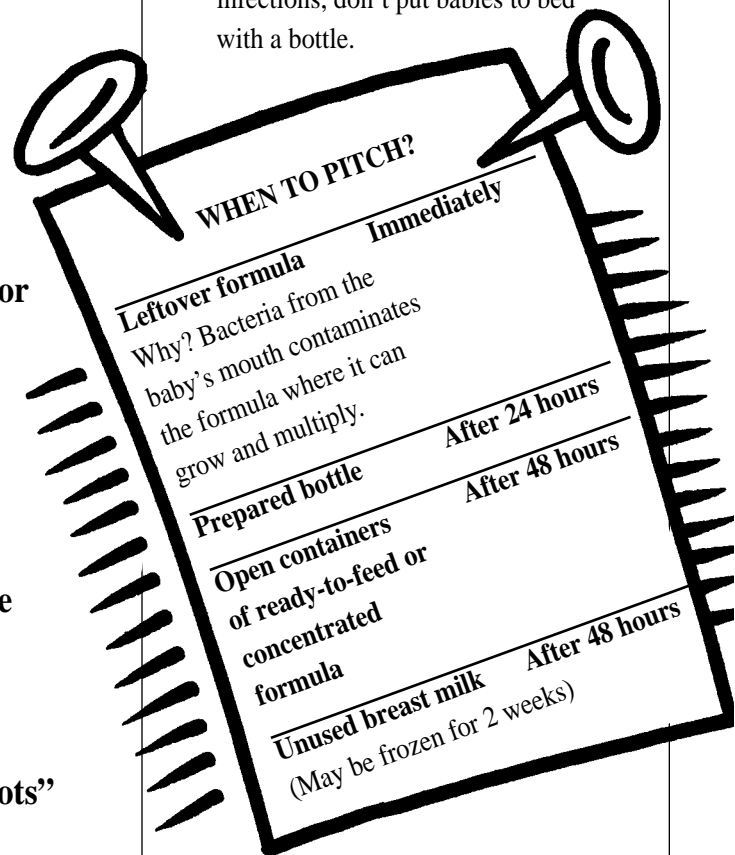 infections, don't put babies to bed
with a bottle.
WHEN TO PITCH?
Leftover formula Immediately
Why? Bacteria from the
baby's mouth contaminates
the formula where it can
grow and multiply.
Prepared bottle After 24 hours
Open containers After 48 hours
of ready-to-feed or
concentrated
formula
Unused breast milk After 48 hours
(May be frozen for 2 weeks)
or
e
ots”